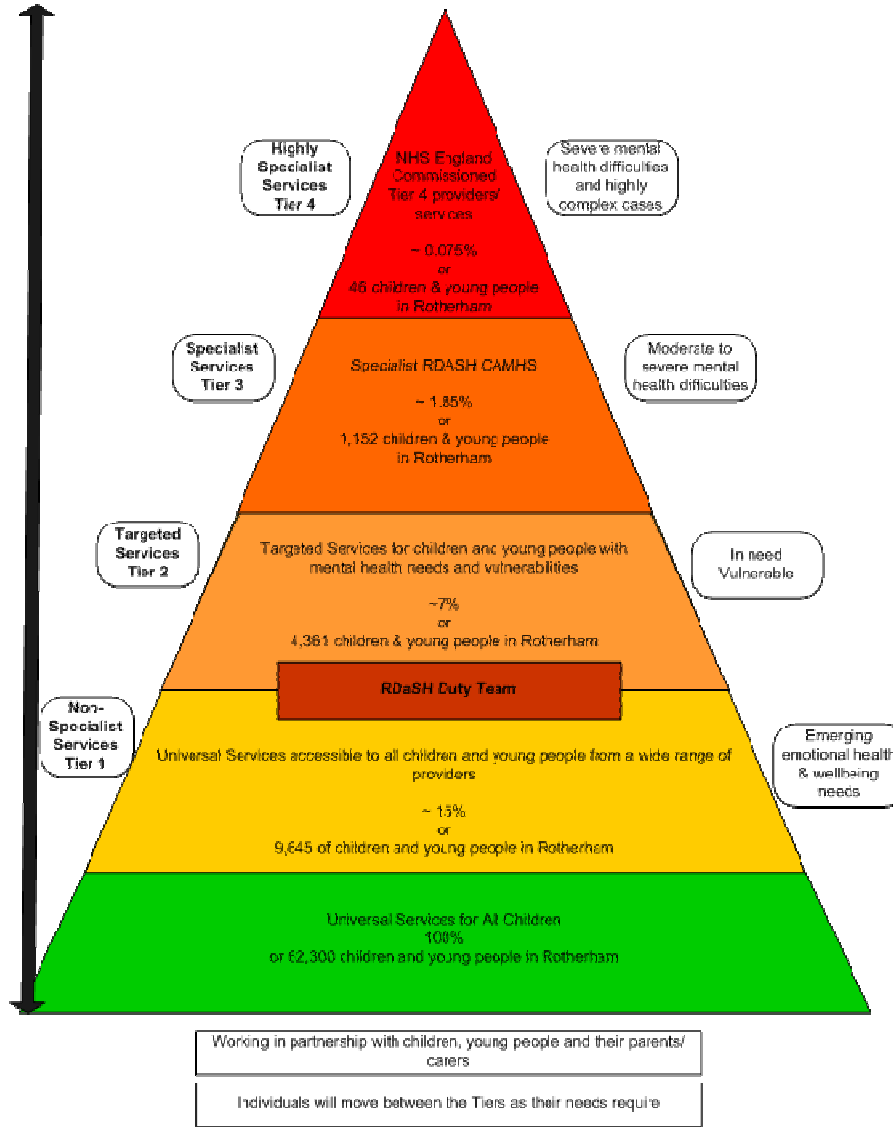 Highly
Specialist
Services
Tier 4
NHS England
Commissioned
Tier 4 providers/
services
~ 0.075%
or
46 children & young people
in Rotherham
Severe mental
health difficulties
and highly
complex cases
Specialist
Services
Tier 3
Specialist RDASH CAMHS
~ 1.85%
or
1,152 children & young people
in Rotherham
Moderate to
severe mental
health difficulties
Targeted
Services
Tier 2
Targeted Services for children and young people with
mental health needs and vulnerabilities
~7%
or
4,361 children & young people in Rotherham
In need
Vulnerable
RDaSH Duty Team
Non-
Specialist
Services
Tier 1
Universal Services accessible to all children and young people from a wide range of
providers
~ 15%
or
9,645 of children and young people in Rotherham
Emerging
emotional health
& wellbeing
needs
Universal Services for All Children
100%
or 62,300 children and young people in Rotherham
Working in partnership with children, young people and their parents/
carers
Individuals will move between the Tiers as their needs require